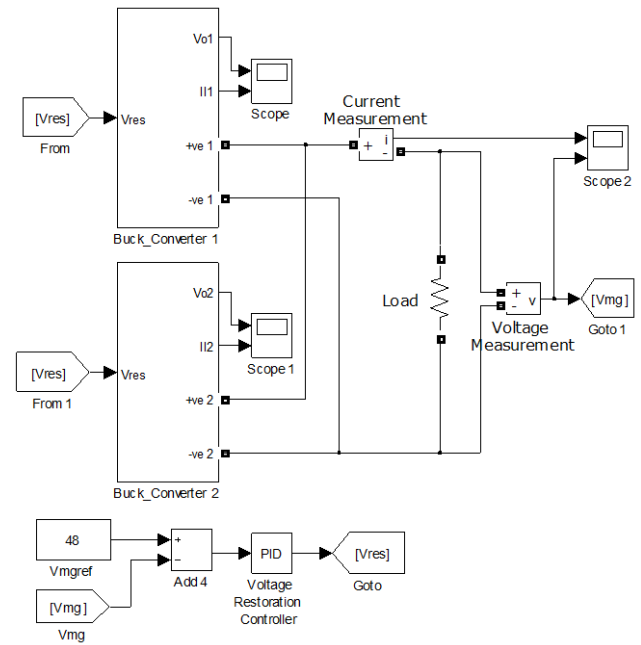 Vo1
Il1
Scope
[Vres]
Vres
From
+ve 1
-ve 1
Buck_Converter 1
Current
Measurement
+
i
-
Scope 2
Vo2
Il2
Scope 1
[Vres]
Vres
From 1
+ve 2
-ve 2
Buck_Converter 2
Load
+
-
v
Voltage
Measurement
[Vmg]
Goto 1
48
Vmgref
[Vmg]
Vmg
+
−
Add 4
PID
Voltage
Restoration
Controller
[Vres]
Goto